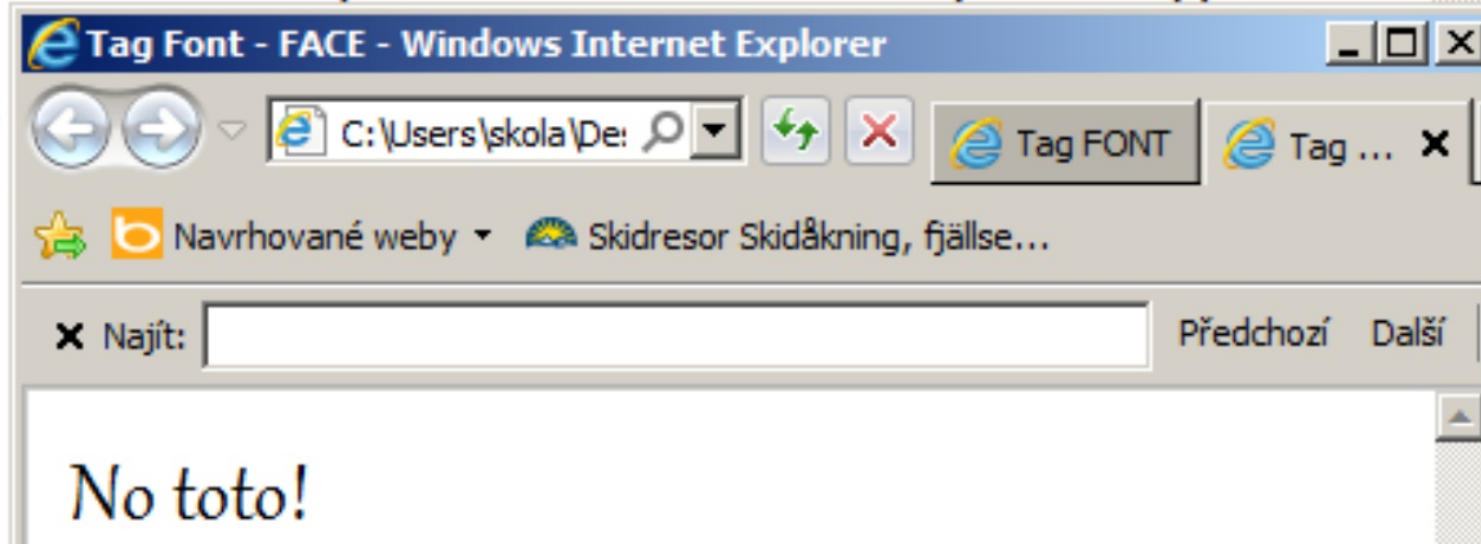 Tag Font - FACE - Windows Internet Explorer
C:\Users\skola\De: Tag FONT Tag ...
Navrhované weby Skidresor Skidåkning, fjällse...
Najít: Předchozí Další
No toto!